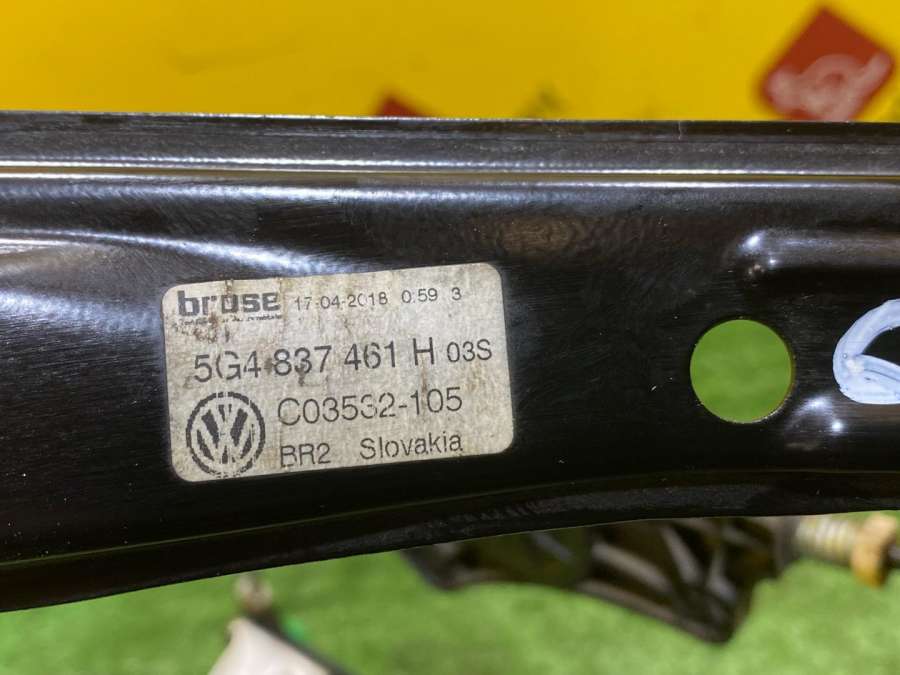 brose 17-04-2018 0:59 3
5G4 837 461 H 03S
C03532-105
BR2 Slovakia